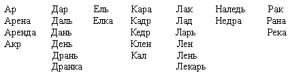 Ар Дар Ель Кара Лак Наледь Рак
Арена Даль Елка Кадр Лад Недра Рана
Аренда Дань Кедр Ларь Река
Акр День Клен Лен
Дрань Кал Лень
Дранка Лекарь